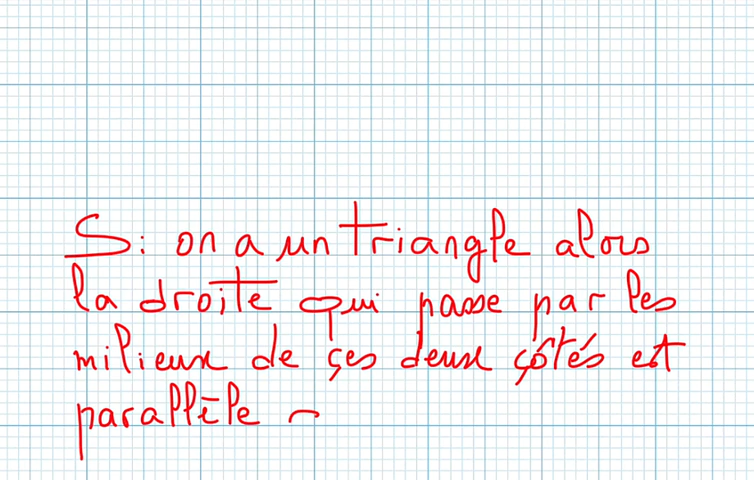 Si on a un triangle alors
la droite qui passe par les
milieux de ses deux côtés est
parallèle